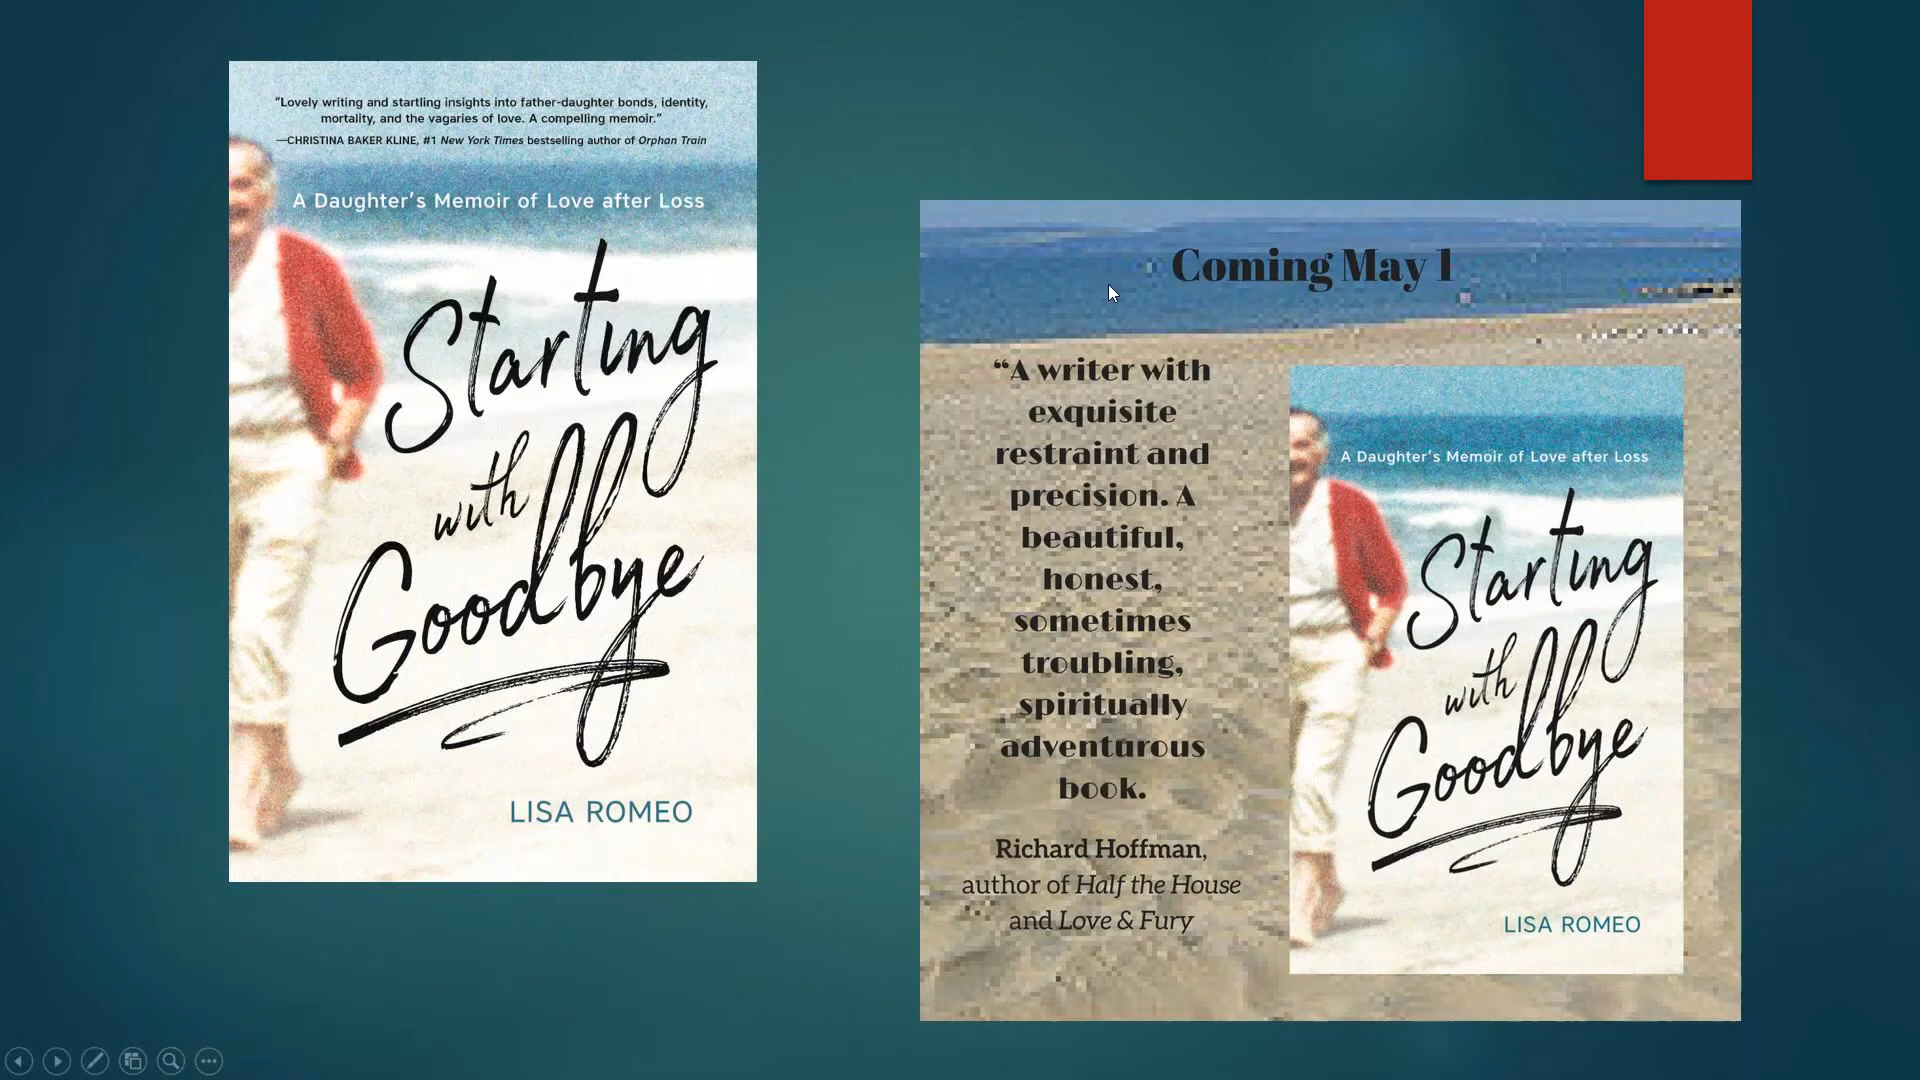 “Lovely writing and startling insights into father-daughter bonds, identity,
mortality, and the vagaries of love. A compelling memoir.”
—CHRISTINA BAKER KLINE, #1 New York Times bestselling author of Orphan Train
A Daughter’s Memoir of Love after Loss
Starting
with
Goodbye
LISA ROMEO
Coming May 1
“A writer with
exquisite
restraint and
precision. A
beautiful,
honest,
sometimes
troubling,
spiritually
adventurous
book.
Richard Hoffman,
author of Half the House
and Love & Fury
A Daughter’s Memoir of Love after Loss
Starting
with
Goodbye
LISA ROMEO